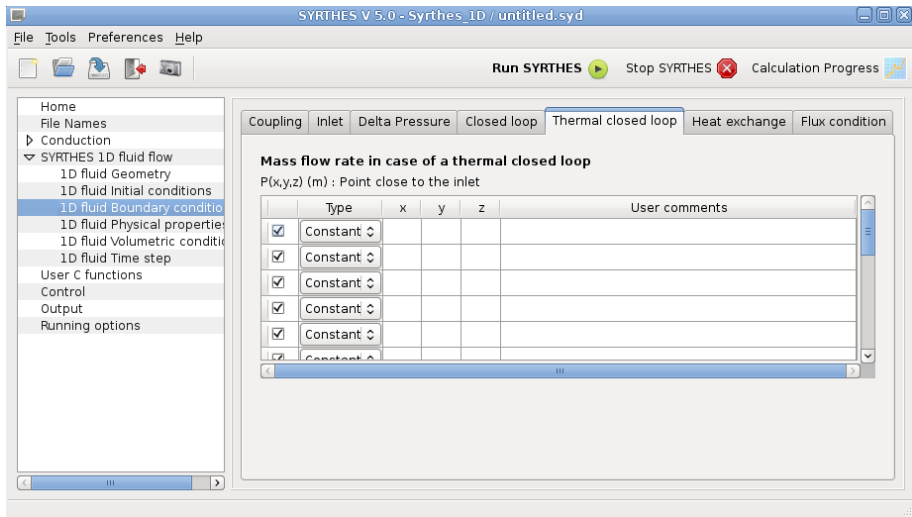 SYRTHES V 5.0 - Syrthes_1D / untitled.syd
File Tools Preferences Help
Run SYRTHES Stop SYRTHES Calculation Progress
Home
File Names
Conduction
SYRTHES 1D fluid flow
1D fluid Geometry
1D fluid Initial conditions
1D fluid Boundary conditio
1D fluid Physical propertie
1D fluid Volumetric conditi
1D fluid Time step
User C functions
Control
Output
Running options
Coupling Inlet Delta Pressure Closed loop Thermal closed loop Heat exchange Flux condition
Mass flow rate in case of a thermal closed loop
P(x,y,z) (m) : Point close to the inlet
Type x y z User comments
Constant
Constant
Constant
Constant
Constant
Constant